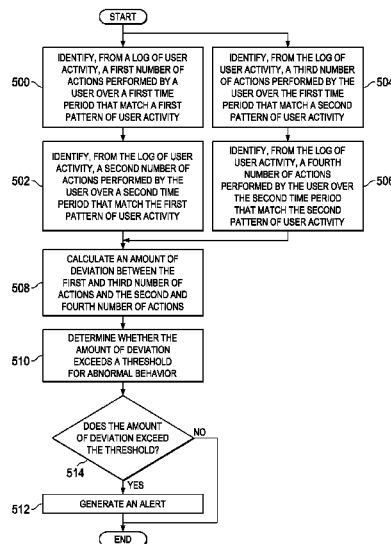 START
500
IDENTIFY, FROM A LOG OF USER
ACTIVITY, A FIRST NUMBER OF
ACTIONS PERFORMED BY A
USER OVER A FIRST TIME
PERIOD THAT MATCH A FIRST
PATTERN OF USER ACTIVITY
IDENTIFY, FROM THE LOG OF
USER ACTIVITY, A THIRD NUMBER
OF ACTIONS PERFORMED BY
THE USER OVER THE FIRST TIME
PERIOD THAT MATCH A SECOND
PATTERN OF USER ACTIVITY
504
502
IDENTIFY, FROM THE LOG OF USER
ACTIVITY, A SECOND NUMBER OF
ACTIONS PERFORMED BY THE
USER OVER A SECOND TIME
PERIOD THAT MATCH THE FIRST
PATTERN OF USER ACTIVITY
IDENTIFY, FROM THE LOG OF
USER ACTIVITY, A FOURTH
NUMBER OF ACTIONS
PERFORMED BY THE USER OVER
THE SECOND TIME PERIOD
THAT MATCH THE SECOND
PATTERN OF USER ACTIVITY
506
508
CALCULATE AN AMOUNT OF
DEVIATION BETWEEN THE
FIRST AND THIRD NUMBER OF
ACTIONS AND THE SECOND AND
FOURTH NUMBER OF ACTIONS
510
DETERMINE WHETHER THE
AMOUNT OF DEVIATION
EXCEEDS A THRESHOLD
FOR ABNORMAL BEHAVIOR
DOES THE AMOUNT
OF DEVIATION EXCEED
THE THRESHOLD?
NO
514
YES
512
GENERATE AN ALERT
END